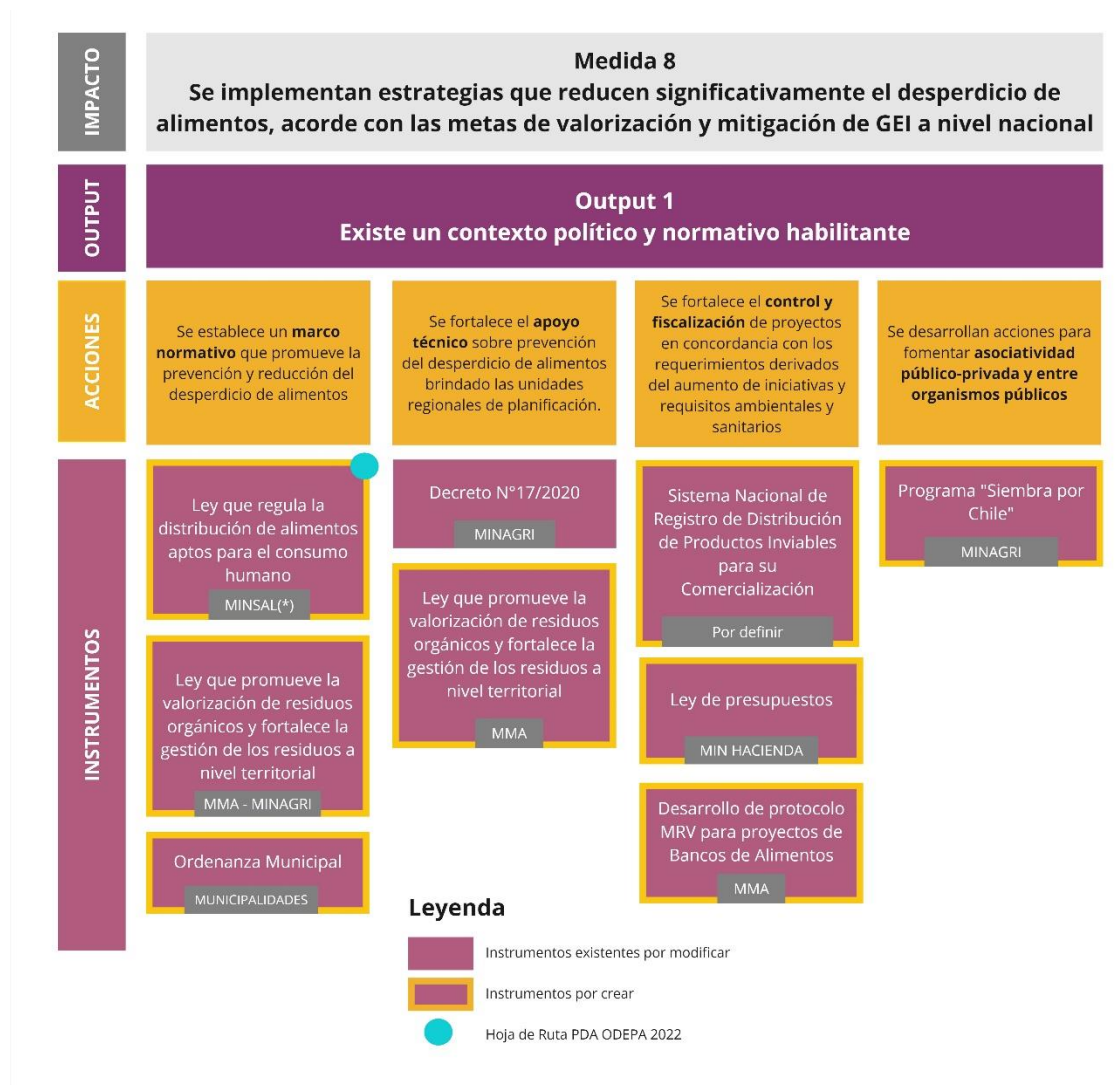 IMPACTO
Medida 8
Se implementan estrategias que reducen significativamente el desperdicio de
alimentos, acorde con las metas de valorización y mitigación de GEI a nivel nacional
OUTPUT
Output 1
Existe un contexto político y normativo habilitante
ACCIONES
Se establece un marco
normativo que promueve la
prevención y reducción del
desperdicio de alimentos
Se fortalece el apoyo
técnico sobre prevención
del desperdicio de alimentos
brindado las unidades
regionales de planificación.
Se fortalece el control y
fiscalización de proyectos
en concordancia con los
requerimientos derivados
del aumento de iniciativas y
requisitos ambientales y
sanitarios
Se desarrollan acciones para
fomentar asociatividad
público-privada y entre
organismos públicos
INSTRUMENTOS
Ley que regula la
distribución de alimentos
aptos para el consumo
humano
MINSAL(*)
Ley que promueve la
valorización de residuos
orgánicos y fortalece la
gestión de los residuos a
nivel territorial
MMA - MINAGRI
Ordenanza Municipal
MUNICIPALIDADES
Decreto N°17/2020
MINAGRI
Ley que promueve la
valorización de residuos
orgánicos y fortalece la
gestión de los residuos a
nivel territorial
MMA
Sistema Nacional de
Registro de Distribución
de Productos Inviables
para su
Comercialización
Por definir
Ley de presupuestos
MIN HACIENDA
Desarrollo de protocolo
MRV para proyectos de
Bancos de Alimentos
MMA
Programa "Siembra por
Chile"
MINAGRI
Leyenda
Instrumentos existentes por modificar
Instrumentos por crear
Hoja de Ruta PDA ODEPA 2022